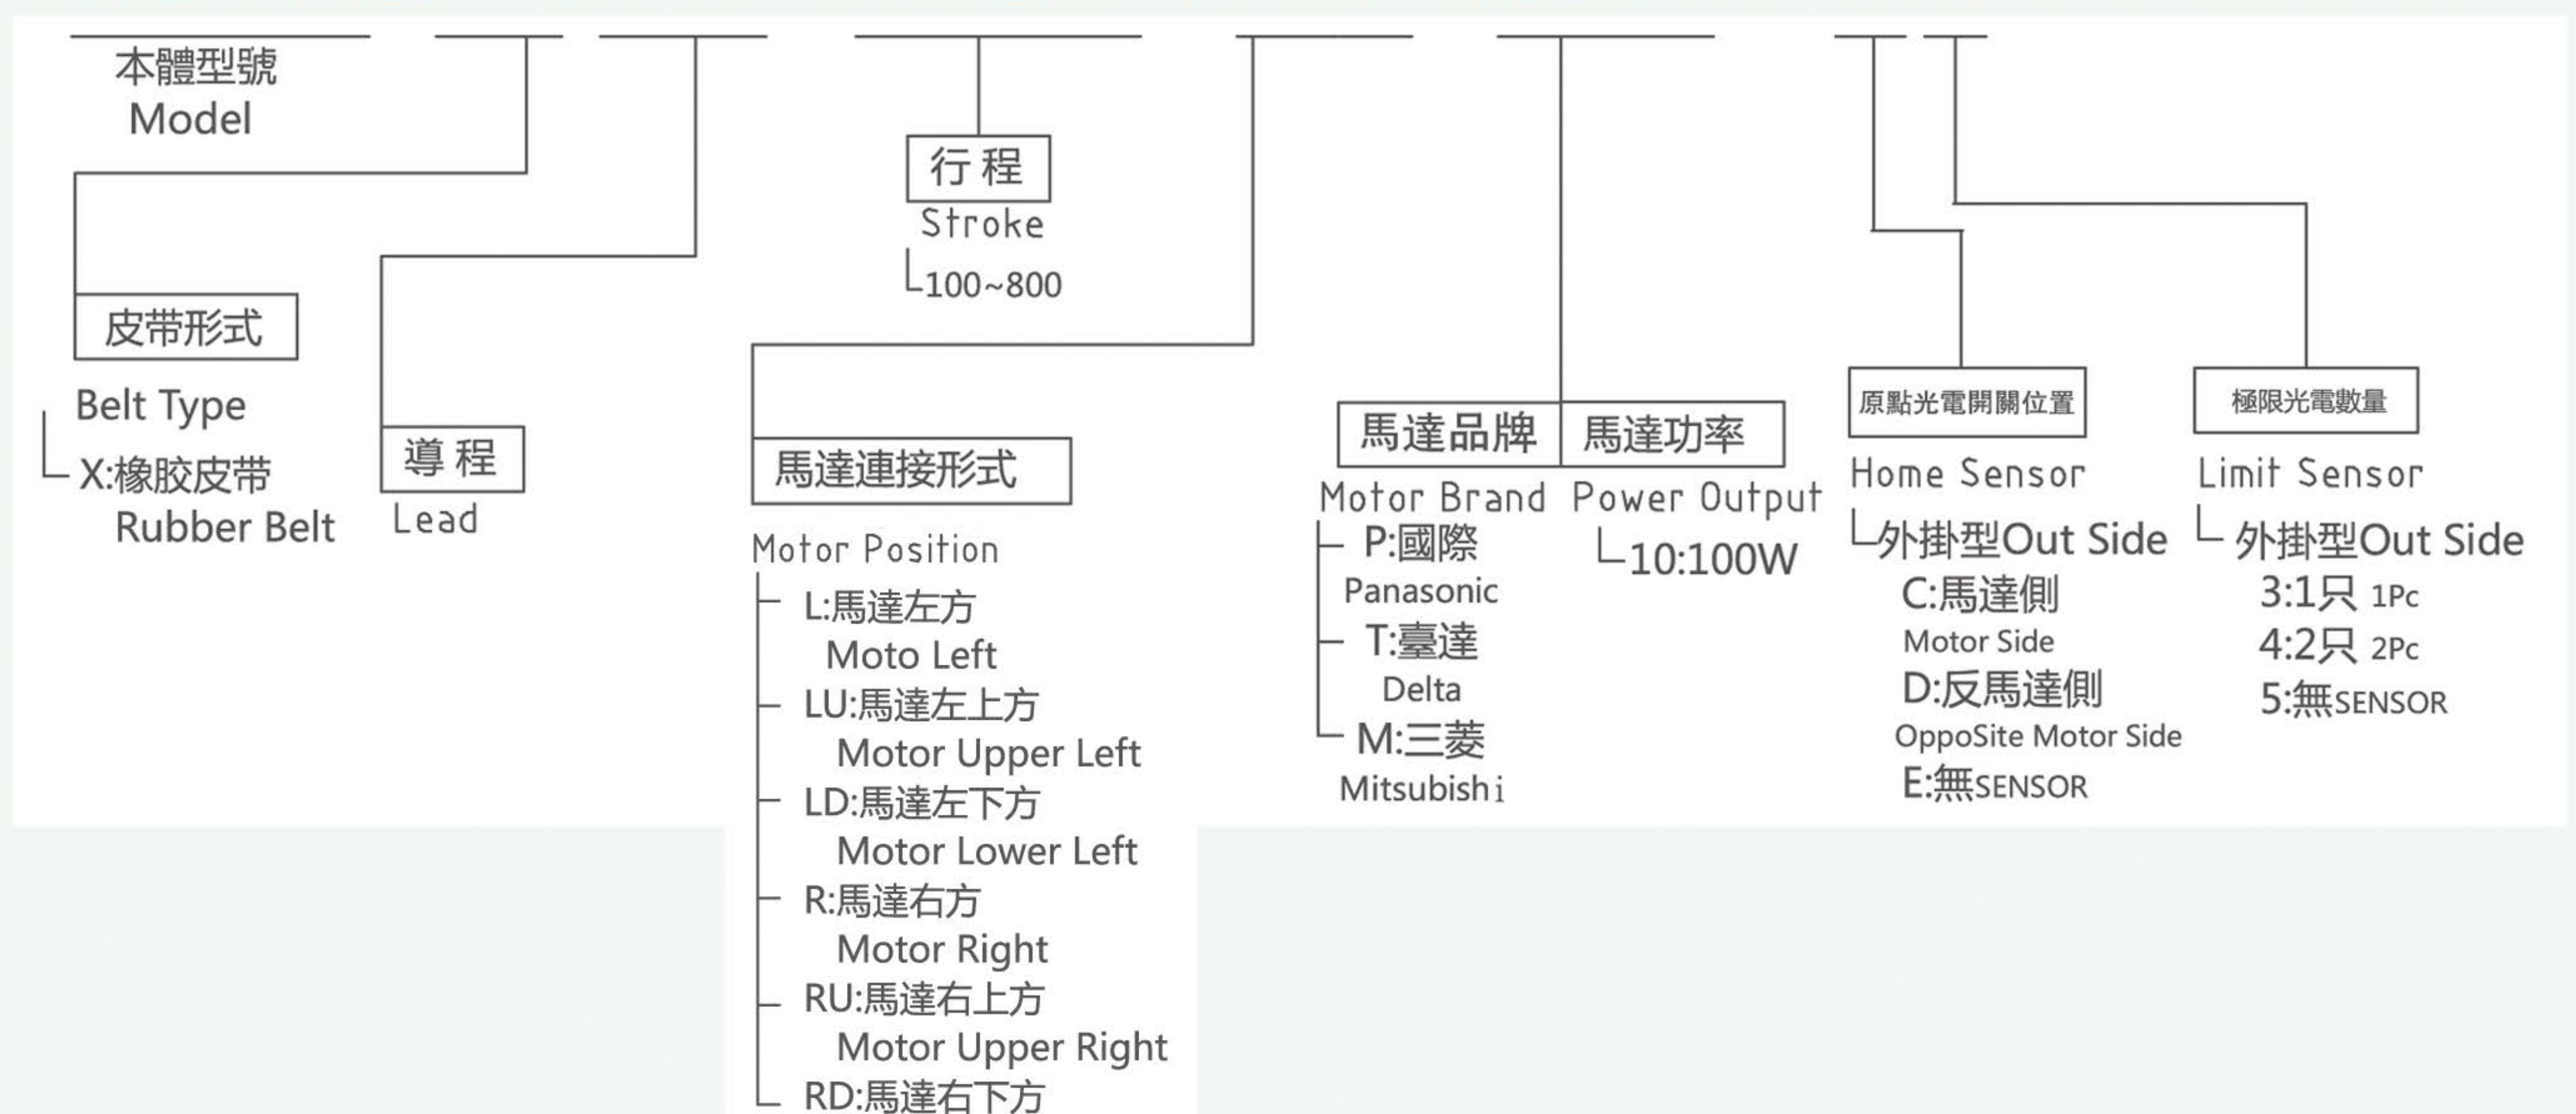 本體型號
Model
行程
Stroke
100~800
皮带形式
Belt Type
X:橡胶皮带
Rubber Belt
導程
Lead
馬達連接形式
Motor Position
L:馬達左方
Moto Left
LU:馬達左上方
Motor Upper Left
LD:馬達左下方
Motor Lower Left
R:馬達右方
Motor Right
RU:馬達右上方
Motor Upper Right
RD:馬達右下方
馬達品牌
Motor Brand
P:國際
Panasonic
T:臺達
Delta
M:三菱
Mitsubishi
馬達功率
Power Output
10:100W
原點光電開關位置
Home Sensor
外掛型Out Side
C:馬達側
Motor Side
D:反馬達側
OppoSite Motor Side
E:無SENSOR
極限光電數量
Limit Sensor
外掛型Out Side
3:1只 1Pc
4:2只 2Pc
5:無SENSOR